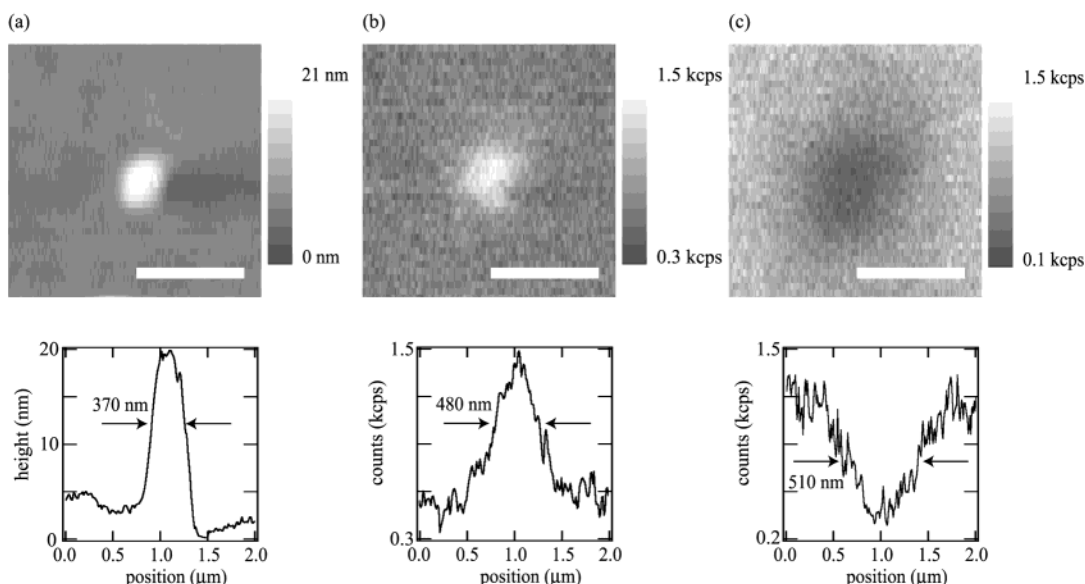 (a)
21 nm
0 nm
(b)
1.5 kcps
0.3 kcps
(c)
1.5 kcps
0.1 kcps
20
10
0
height (nm)
370 nm
0.0 0.5 1.0 1.5 2.0
position (μm)
1.5
0.3
counts (kcps)
480 nm
0.0 0.5 1.0 1.5 2.0
position (μm)
1.5
0.2
counts (kcps)
510 nm
0.0 0.5 1.0 1.5 2.0
position (μm)